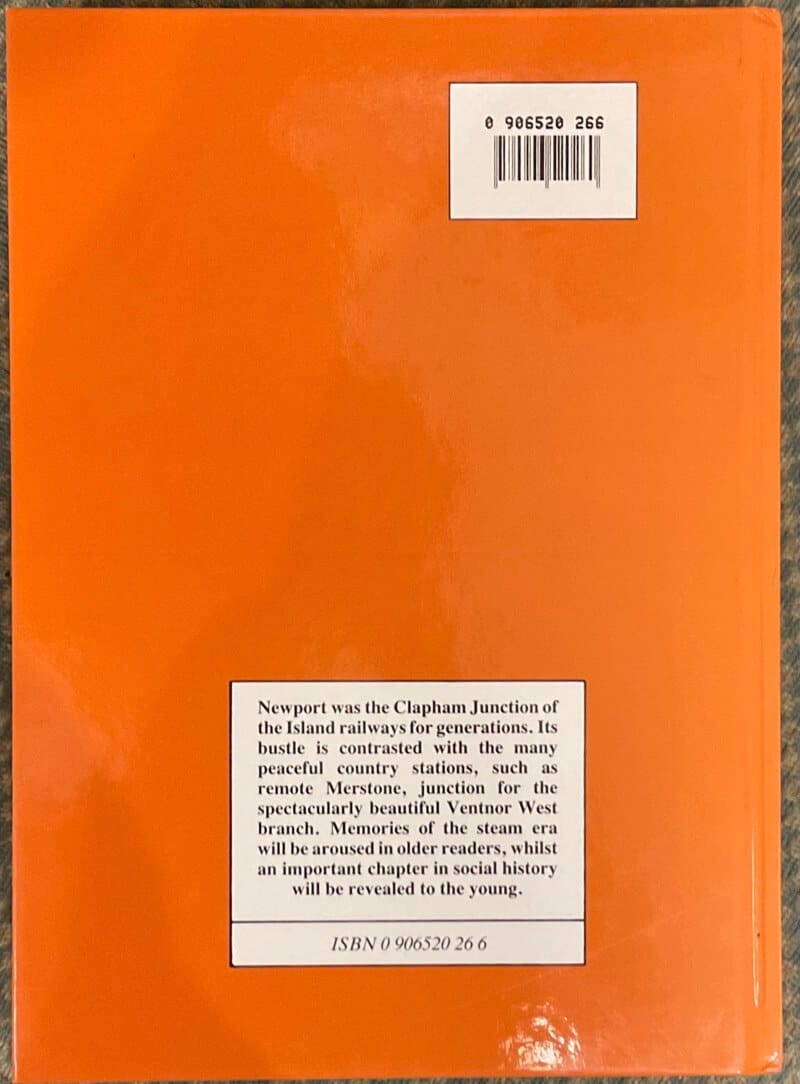 0 906520 266
Newport was the Clapham Junction of
the Island railways for generations. Its
bustle is contrasted with the many
peaceful country stations, such as
remote Merstone, junction for the
spectacularly beautiful Ventnor West
branch. Memories of the steam era
will be aroused in older readers, whilst
an important chapter in social history
will be revealed to the young.
ISBN 0 906520 26 6